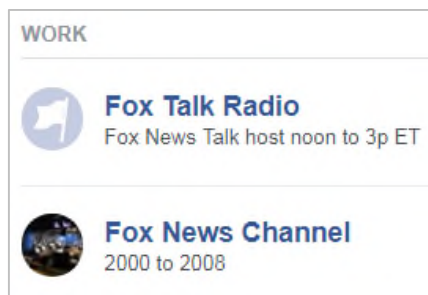 WORK
Fox Talk Radio
Fox News Talk host noon to 3p ET
Fox News Channel
2000 to 2008